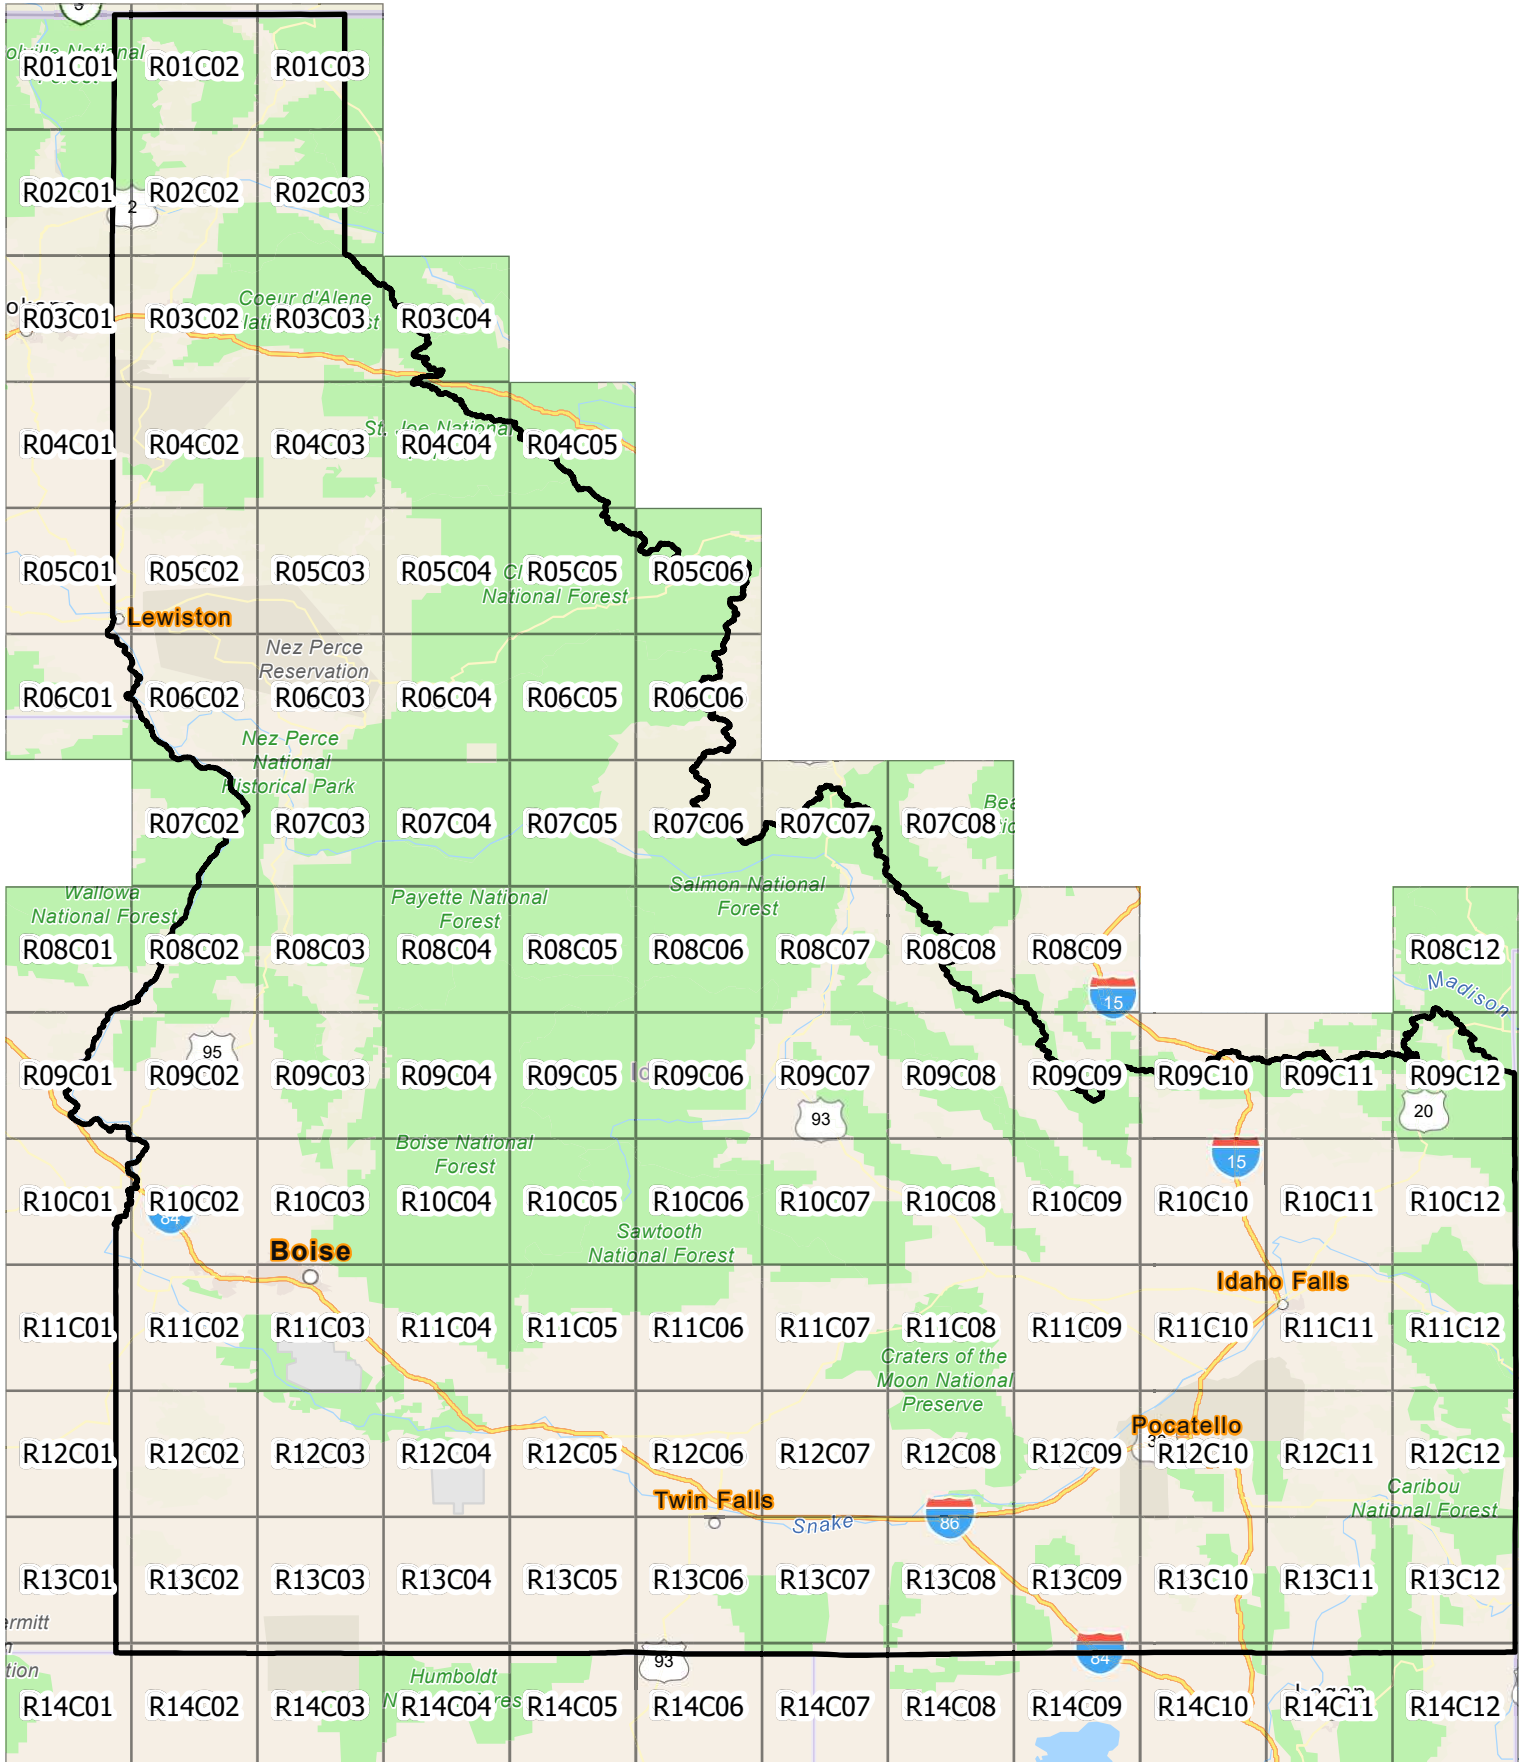 R01C01 R01C02 R01C03
2
R02C01 R02C02 R02C03
Coeur d'Alene
R03C01 R03C02 R03C03 R03C04
St. Joe National
R04C01 R04C02 R04C03 R04C04 R04C05
R05C01 R05C02 R05C03 R05C04 R05C05 R05C06
National Forest
Lewiston
Nez Perce
Reservation
R06C01 R06C02 R06C03 R06C04 R06C05 R06C06
Nez Perce
National
Historical Park
R07C02 R07C03 R07C04 R07C05 R07C06 R07C07 R07C08
Wallowa
National Forest
Payette National
Forest
Salmon National
Forest
R08C01 R08C02 R08C03 R08C04 R08C05 R08C06 R08C07 R08C08 R08C09 R08C12
Madison
15
95
R09C01 R09C02 R09C03 R09C04 R09C05 R09C06 R09C07 R09C08 R09C09 R09C10 R09C11 R09C12
93
20
Boise National
Forest
15
R10C01 R10C02 R10C03 R10C04 R10C05 R10C06 R10C07 R10C08 R10C09 R10C10 R10C11 R10C12
84
Sawtooth
National Forest
Boise
Idaho Falls
R11C01 R11C02 R11C03 R11C04 R11C05 R11C06 R11C07 R11C08 R11C09 R11C10 R11C11 R11C12
Craters of the
Moon National
Preserve
Pocatello
R12C01 R12C02 R12C03 R12C04 R12C05 R12C06 R12C07 R12C08 R12C09 R12C10 R12C11 R12C12
Caribou
National Forest
Twin Falls
Snake
86
R13C01 R13C02 R13C03 R13C04 R13C05 R13C06 R13C07 R13C08 R13C09 R13C10 R13C11 R13C12
93
84
Humboldt
R14C01 R14C02 R14C03 R14C04 R14C05 R14C06 R14C07 R14C08 R14C09 R14C10 R14C11 R14C12